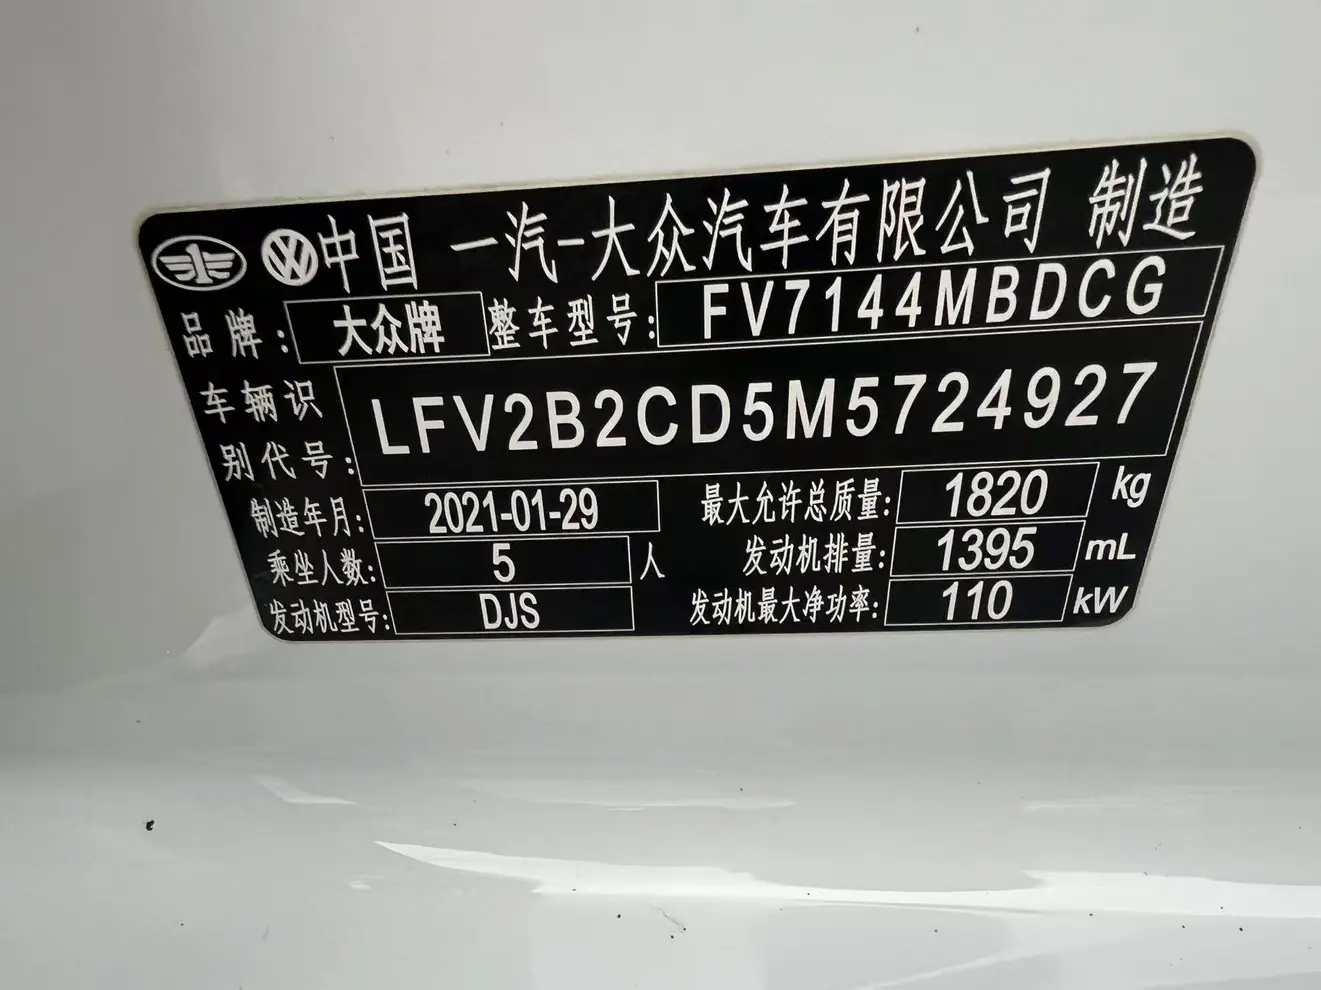 中国 一汽-大众汽车有限公司 制造
品牌: 大众牌 整车型号: FV7144MBDCG
车辆识
别代号: LFV2B2CD5M5724927
制造年月: 2021-01-29 最大允许总质量: 1820 kg
乘坐人数: 5 人 发动机排量: 1395 mL
发动机型号: DJS 发动机最大净功率: 110 kW